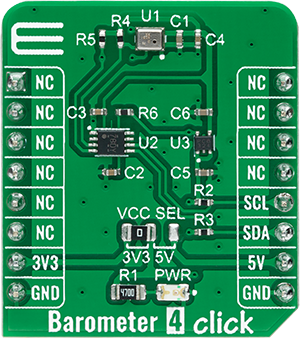 U1
R5 R4 C1 C4
NC NC
NC C3 R6 C6 NC
NC U2 U3 NC
NC C2 C5 NC
NC R2 SCL
NC VCC SEL R3 SDA
3V3 3V3 0 5V 5V
GND R1 4700 PWR GND
Barometer 4 click